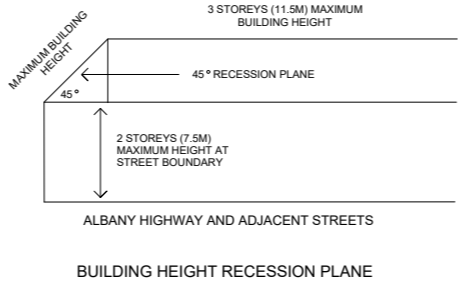 3 STOREYS (11.5M) MAXIMUM
BUILDING HEIGHT
MAXIMUM BUILDING
HEIGHT
45° RECESSION PLANE
45°
2 STOREYS (7.5M)
MAXIMUM HEIGHT AT
STREET BOUNDARY
ALBANY HIGHWAY AND ADJACENT STREETS
BUILDING HEIGHT RECESSION PLANE